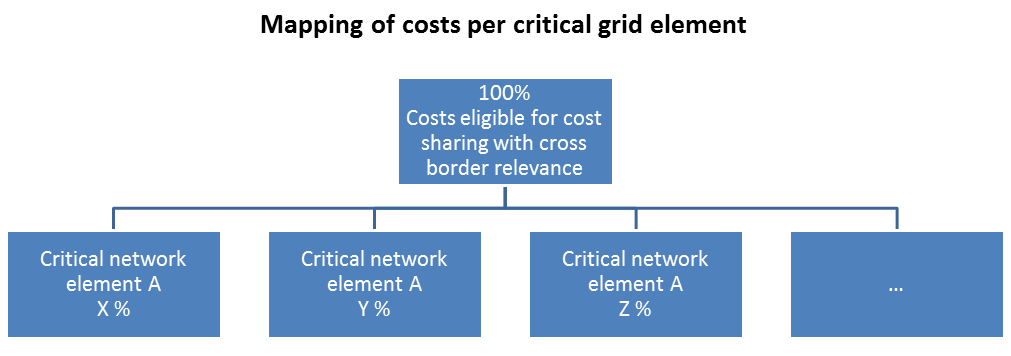 Mapping of costs per critical grid element
100%
Costs eligible for cost
sharing with cross
border relevance
Critical network
element A
X %
Critical network
element A
Y %
Critical network
element A
Z %
...